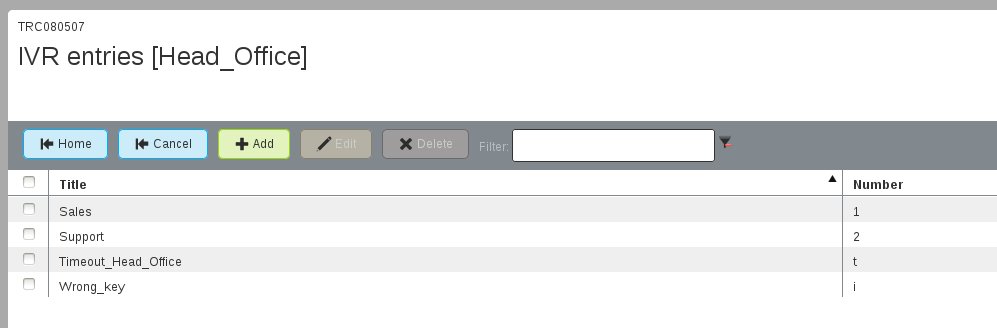 TRC080507
IVR entries [Head_Office]
Home Cancel Add Edit Delete Filter:
Title Number
Sales 1
Support 2
Timeout_Head_Office t
Wrong_key i